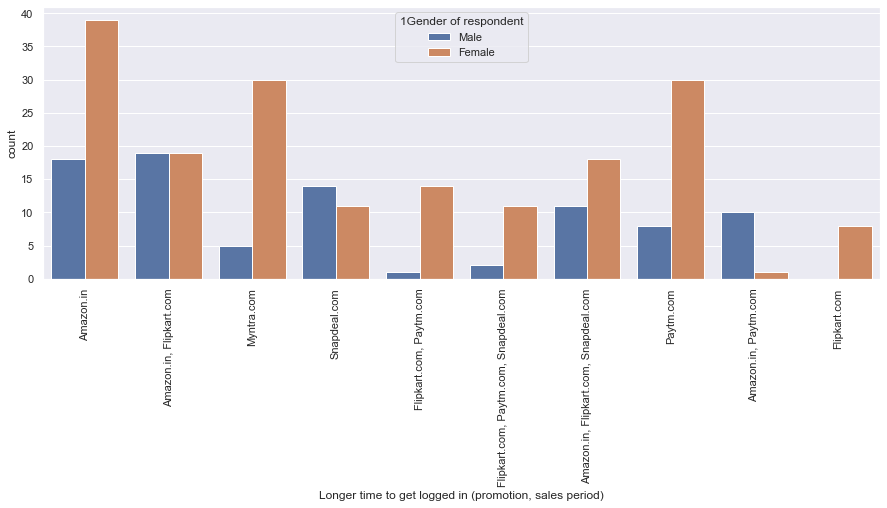 1Gender of respondent
Male
Female
count
40
35
30
25
20
15
10
5
0
Amazon.in
Amazon.in, Flipkart.com
Myntra.com
Snapdeal.com
Flipkart.com, Paytm.com
Flipkart.com, Paytm.com, Snapdeal.com
Amazon.in, Flipkart.com, Snapdeal.com
Paytm.com
Amazon.in, Paytm.com
Flipkart.com
Longer time to get logged in (promotion, sales period)